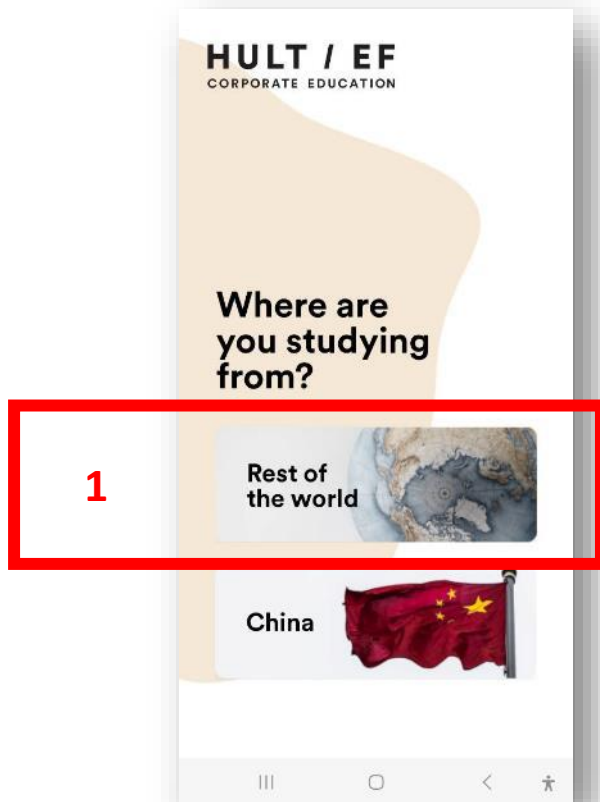 HULT / EF
CORPORATE EDUCATION
Where are
you studying
from?
1
Rest of
the world
China